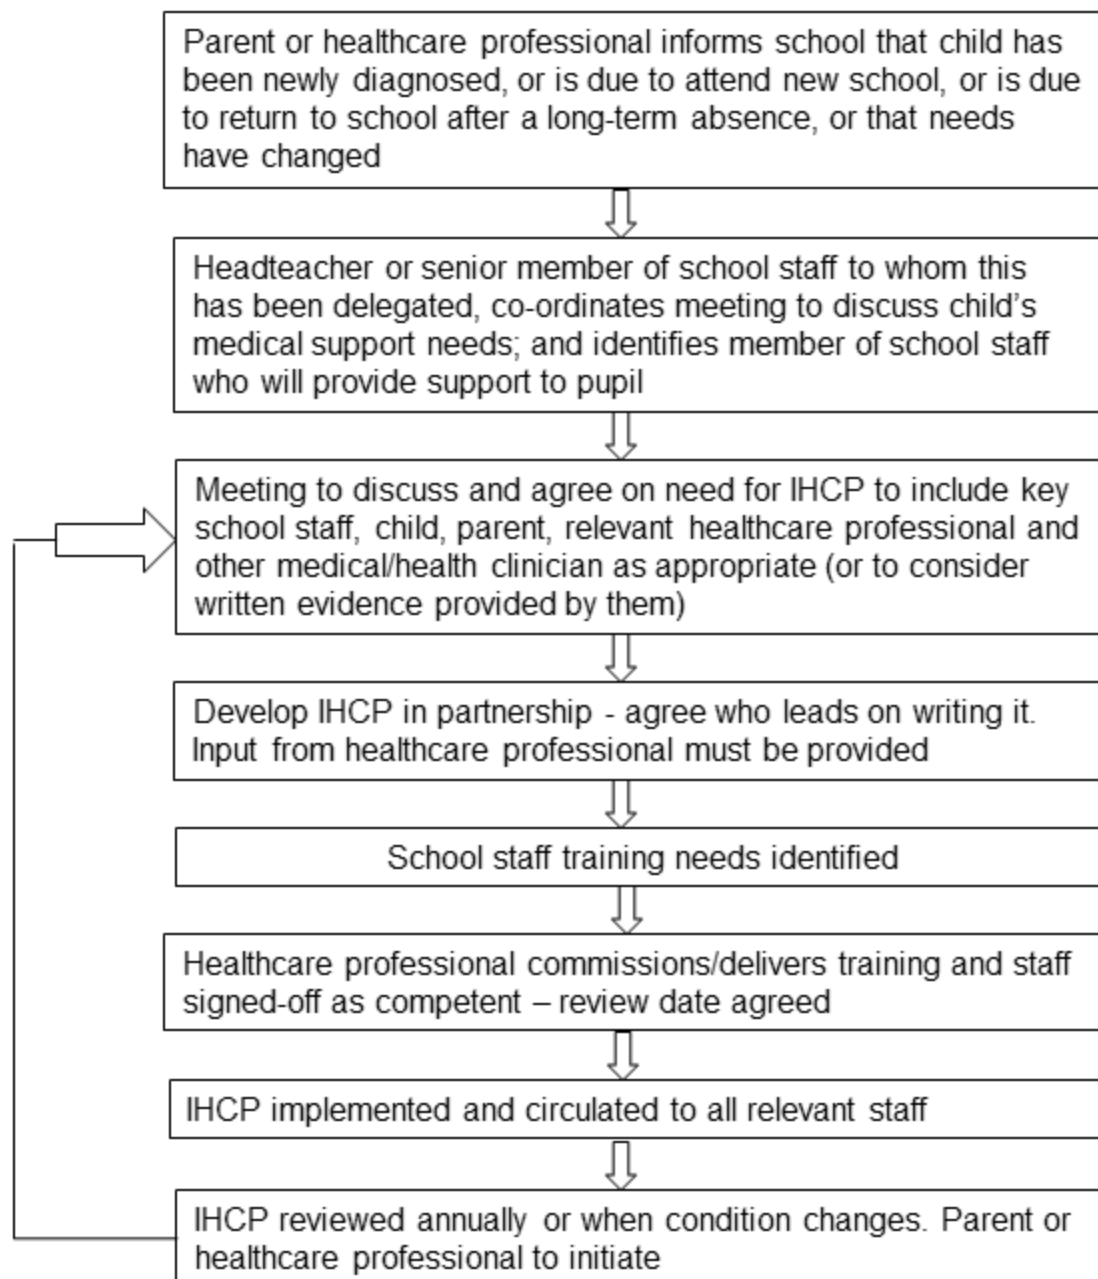 Parent or healthcare professional informs school that child has
been newly diagnosed, or is due to attend new school, or is due
to return to school after a long-term absence, or that needs
have changed
Headteacher or senior member of school staff to whom this
has been delegated, co-ordinates meeting to discuss child's
medical support needs; and identifies member of school staff
who will provide support to pupil
Meeting to discuss and agree on need for IHCP to include key
school staff, child, parent, relevant healthcare professional and
other medical/health clinician as appropriate (or to consider
written evidence provided by them)
Develop IHCP in partnership - agree who leads on writing it.
Input from healthcare professional must be provided
School staff training needs identified
Healthcare professional commissions/delivers training and staff
signed-off as competent – review date agreed
IHCP implemented and circulated to all relevant staff
IHCP reviewed annually or when condition changes. Parent or
healthcare professional to initiate